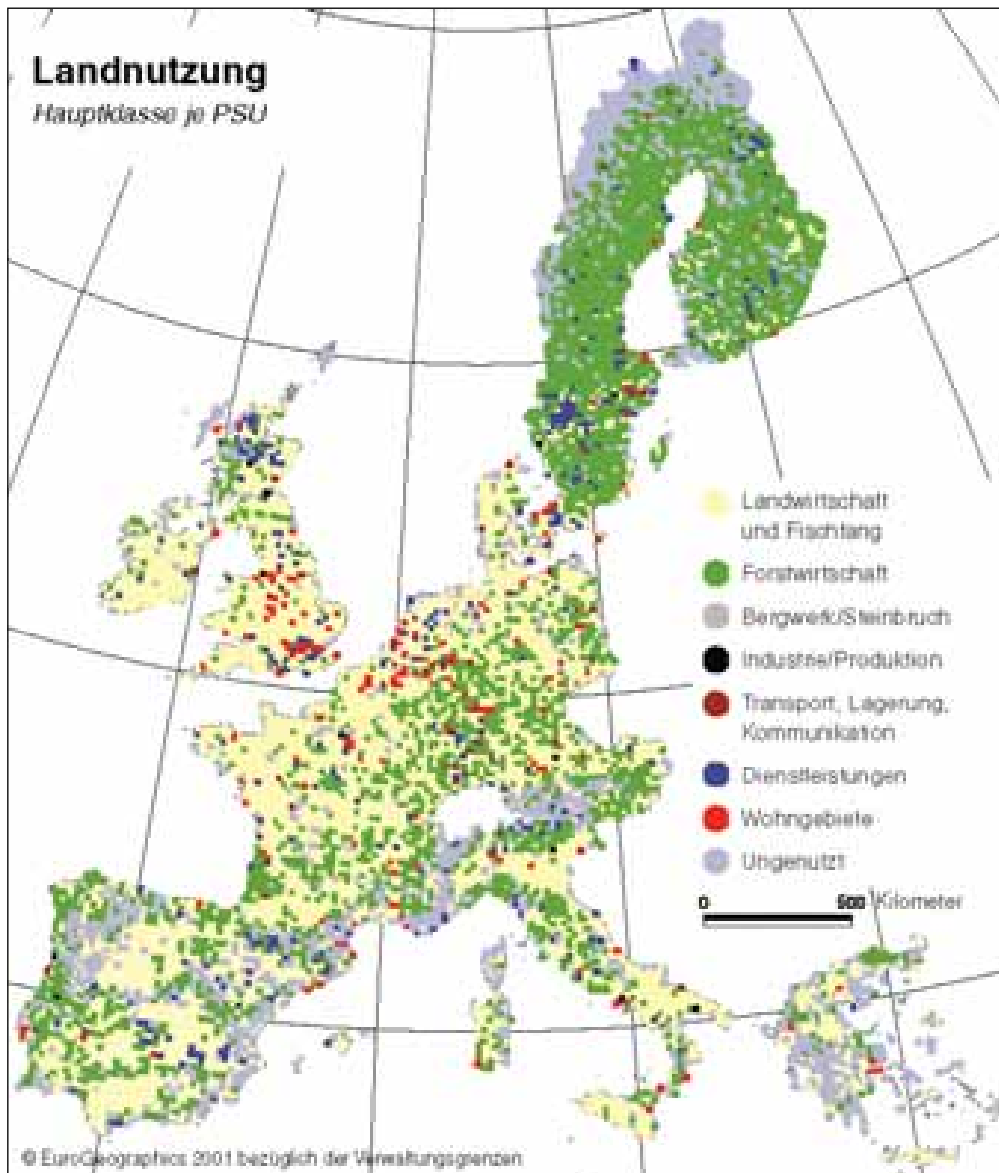 Landnutzung
Hauptklasse je PSU
Landwirtschaft
und Fischfang
Forstwirtschaft
Bergwerk/Steinbruch
Industrie/Produktion
Transport, Lagerung,
Kommunikation
Dienstleistungen
Wohngebiete
Ungenutzt
0 500 Kilometer
© EuroGeographics 2001 bezüglich der Verwaltungsgrenzen